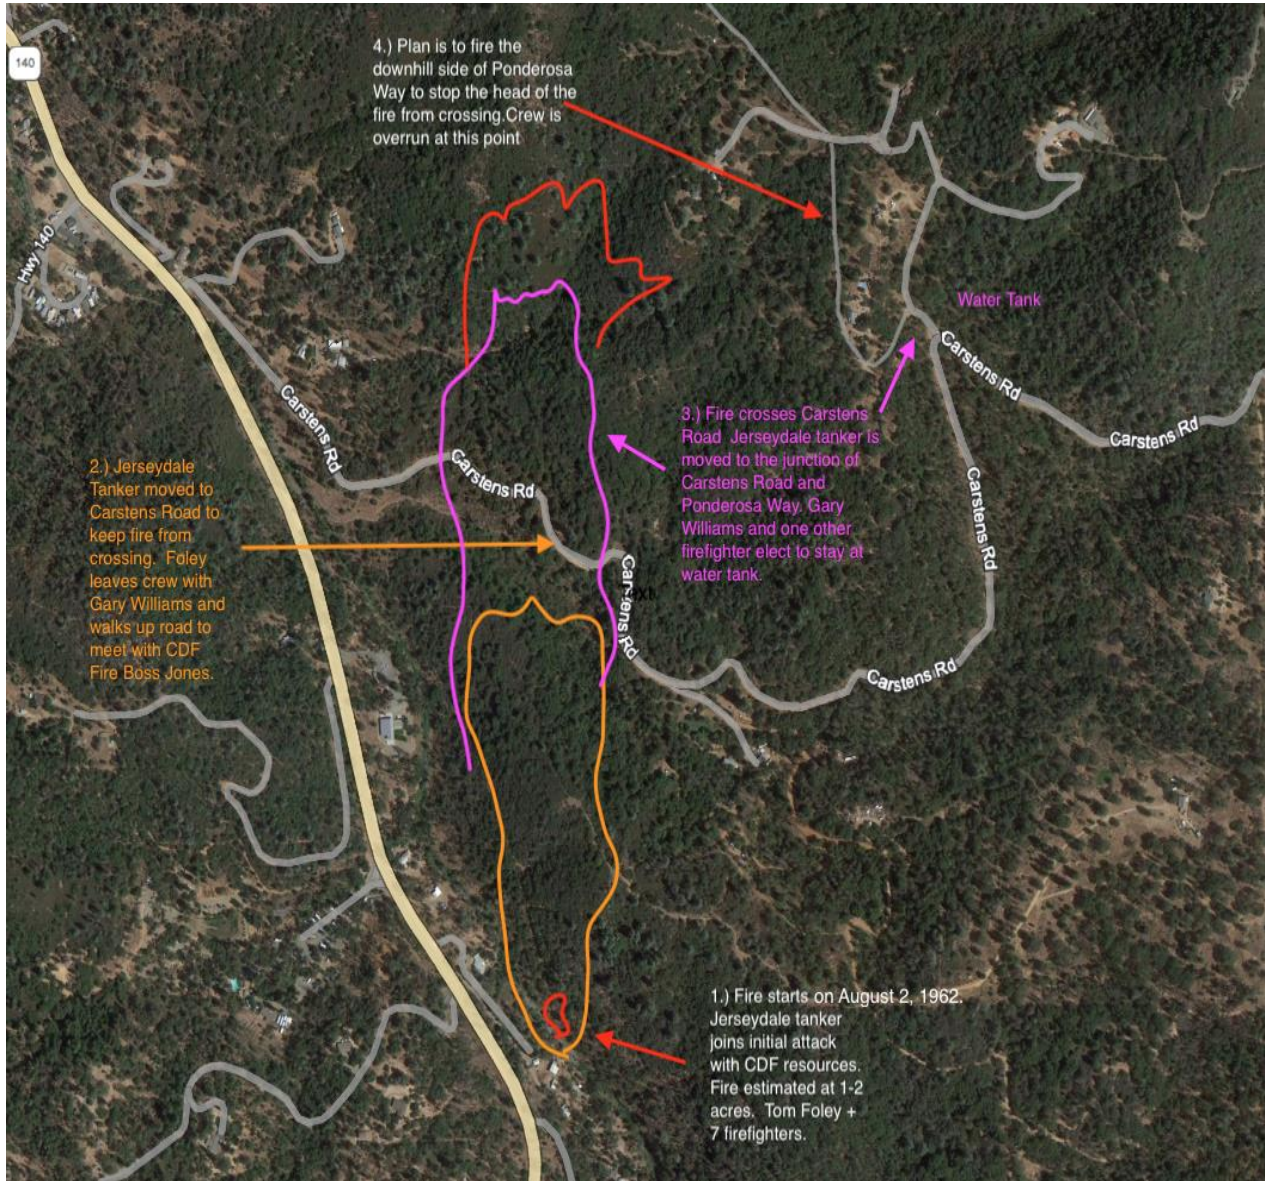 140
Hwy 140
4.) Plan is to fire the
downhill side of Ponderosa
Way to stop the head of the
fire from crossing.Crew is
overrun at this point
Water Tank
Carstens Rd
Carstens Rd
Carstens Rd
Carstens Rd
3.) Fire crosses Carstens
Road Jerseydale tanker is
moved to the junction of
Carstens Road and
Ponderosa Way. Gary
Williams and one other
firefighter elect to stay at
water tank.
Carstens Rd
2.) Jerseydale
Tanker moved to
Carstens Road to
keep fire from
crossing. Foley
leaves crew with
Gary Williams and
walks up road to
meet with CDF
Fire Boss Jones.
Carstens Rd
Carstens Rd
1.) Fire starts on August 2, 1962.
Jerseydale tanker
joins initial attack
with CDF resources.
Fire estimated at 1-2
acres. Tom Foley +
7 firefighters.